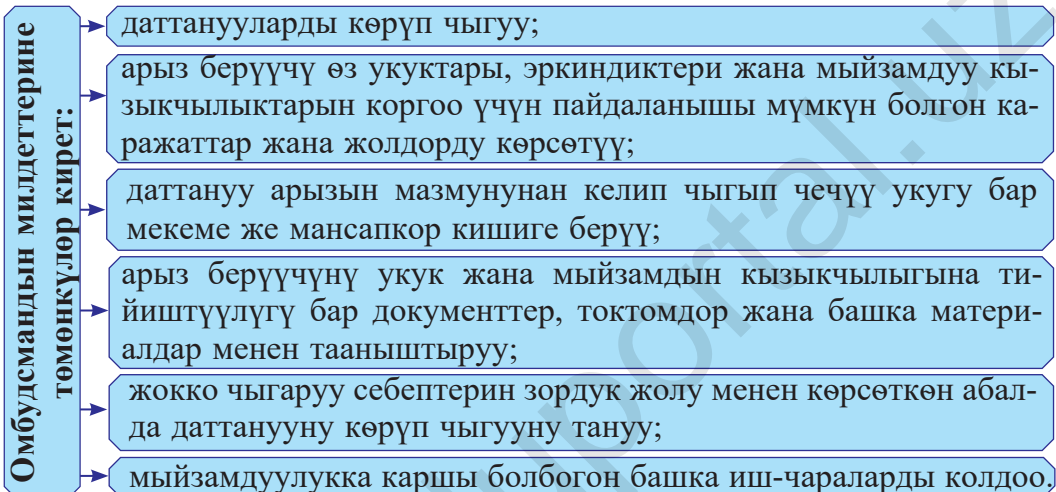 Омбудсмандын милдеттерине
төмөнкүлөр кирет:
даттанууларды көрүп чыгуу;
арыз берүүчү өз укуктары, эркиндиктери жана мыйзамдуу кы-
зыкчылыктарын коргоо үчүн пайдаланышы мүмкүн болгон ка-
ражаттар жана жолдорду көрсөтүү;
даттануу арызын мазмунунан келип чыгып чечүү укугу бар
мекеме же мансапкор кишиге берүү;
арыз берүүчүнү укук жана мыйзамдын кызыкчылыгына ти-
йиштүүлүгү бар документтер, токтомдор жана башка матери-
алдар менен тааныштыруу;
жокко чыгаруу себептерин зордук жолу менен көрсөткөн абал-
да даттанууну көрүп чыгууну тануу;
мыйзамдуулукка каршы болбогон башка иш-чараларды колдоо.